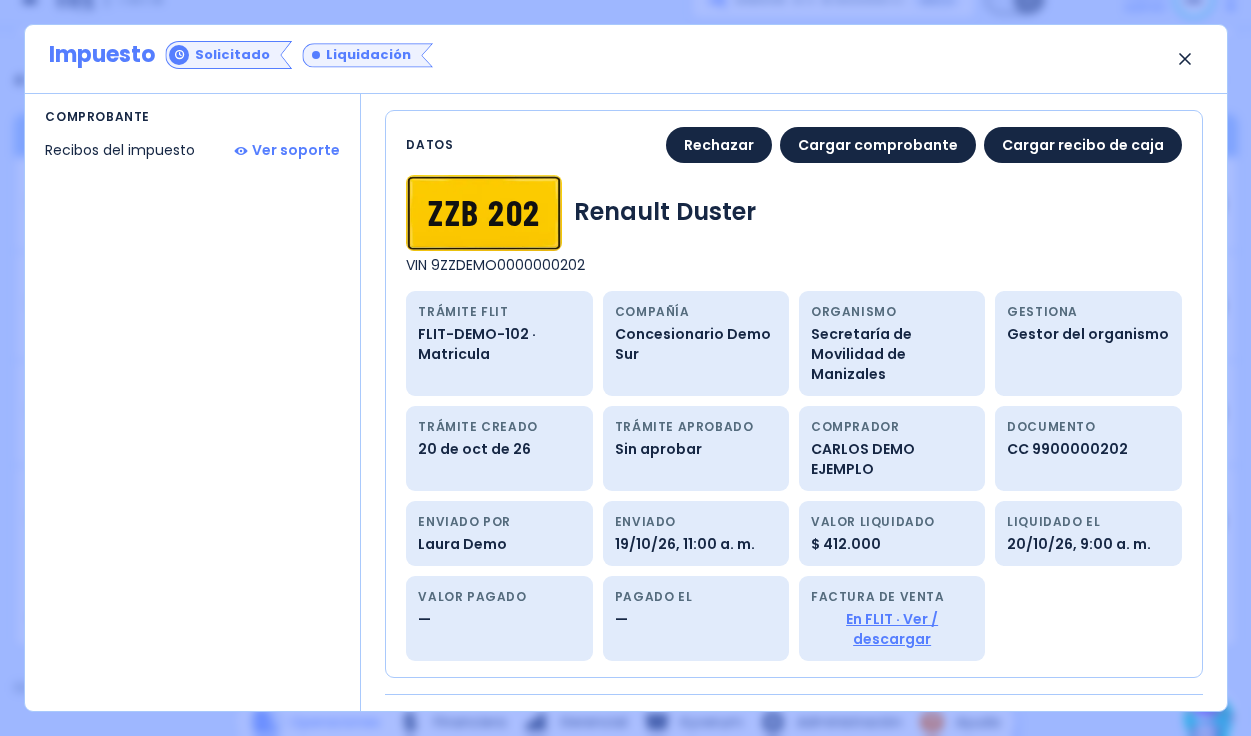 Impuesto
Solicitado
Liquidación
COMPROBANTE
Recibos del impuesto
Ver soporte
DATOS
Rechazar
Cargar comprobante
Cargar recibo de caja
ZZB 202
Renault Duster
VIN 9ZZDEMO0000000202
TRÁMITE FLIT
FLIT-DEMO-102 ·
Matricula
COMPAÑÍA
Concesionario Demo
Sur
ORGANISMO
Secretaría de
Movilidad de
Manizales
GESTIONA
Gestor del organismo
TRÁMITE CREADO
20 de oct de 26
TRÁMITE APROBADO
Sin aprobar
COMPRADOR
CARLOS DEMO
EJEMPLO
DOCUMENTO
CC 9900000202
ENVIADO POR
Laura Demo
ENVIADO
19/10/26, 11:00 a. m.
VALOR LIQUIDADO
$ 412.000
LIQUIDADO EL
20/10/26, 9:00 a. m.
VALOR PAGADO
—
PAGADO EL
—
FACTURA DE VENTA
En FLIT · Ver /
descargar